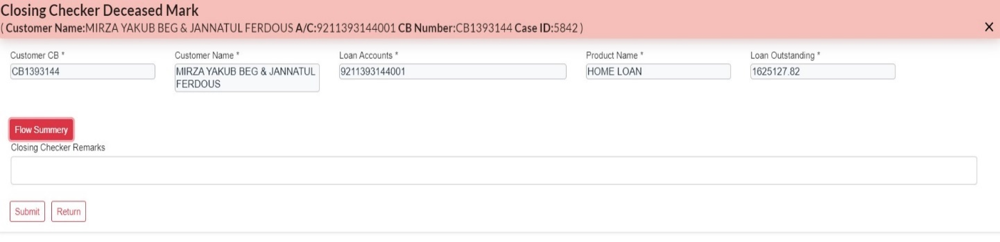 Closing Checker Deceased Mark
( Customer Name:MIRZA YAKUB BEG & JANNATUL FERDOUS A/C:9211393144001 CB Number:CB1393144 Case ID:5842 )
Customer CB * Customer Name * Loan Accounts * Product Name * Loan Outstanding *
CB1393144 MIRZA YAKUB BEG & JANNATUL 9211393144001 HOME LOAN 1625127.82
FERDOUS
Flow Summery
Closing Checker Remarks
Submit Return